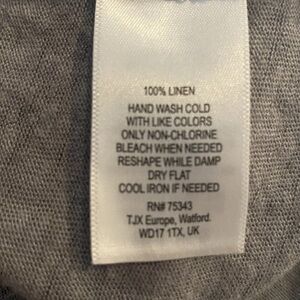 100% LINEN
HAND WASH COLD
WITH LIKE COLORS
ONLY NON-CHLORINE
BLEACH WHEN NEEDED
RESHAPE WHILE DAMP
DRY FLAT
COOL IRON IF NEEDED
RN# 75343
TJX Europe, Watford.
WD17 1TX, UK